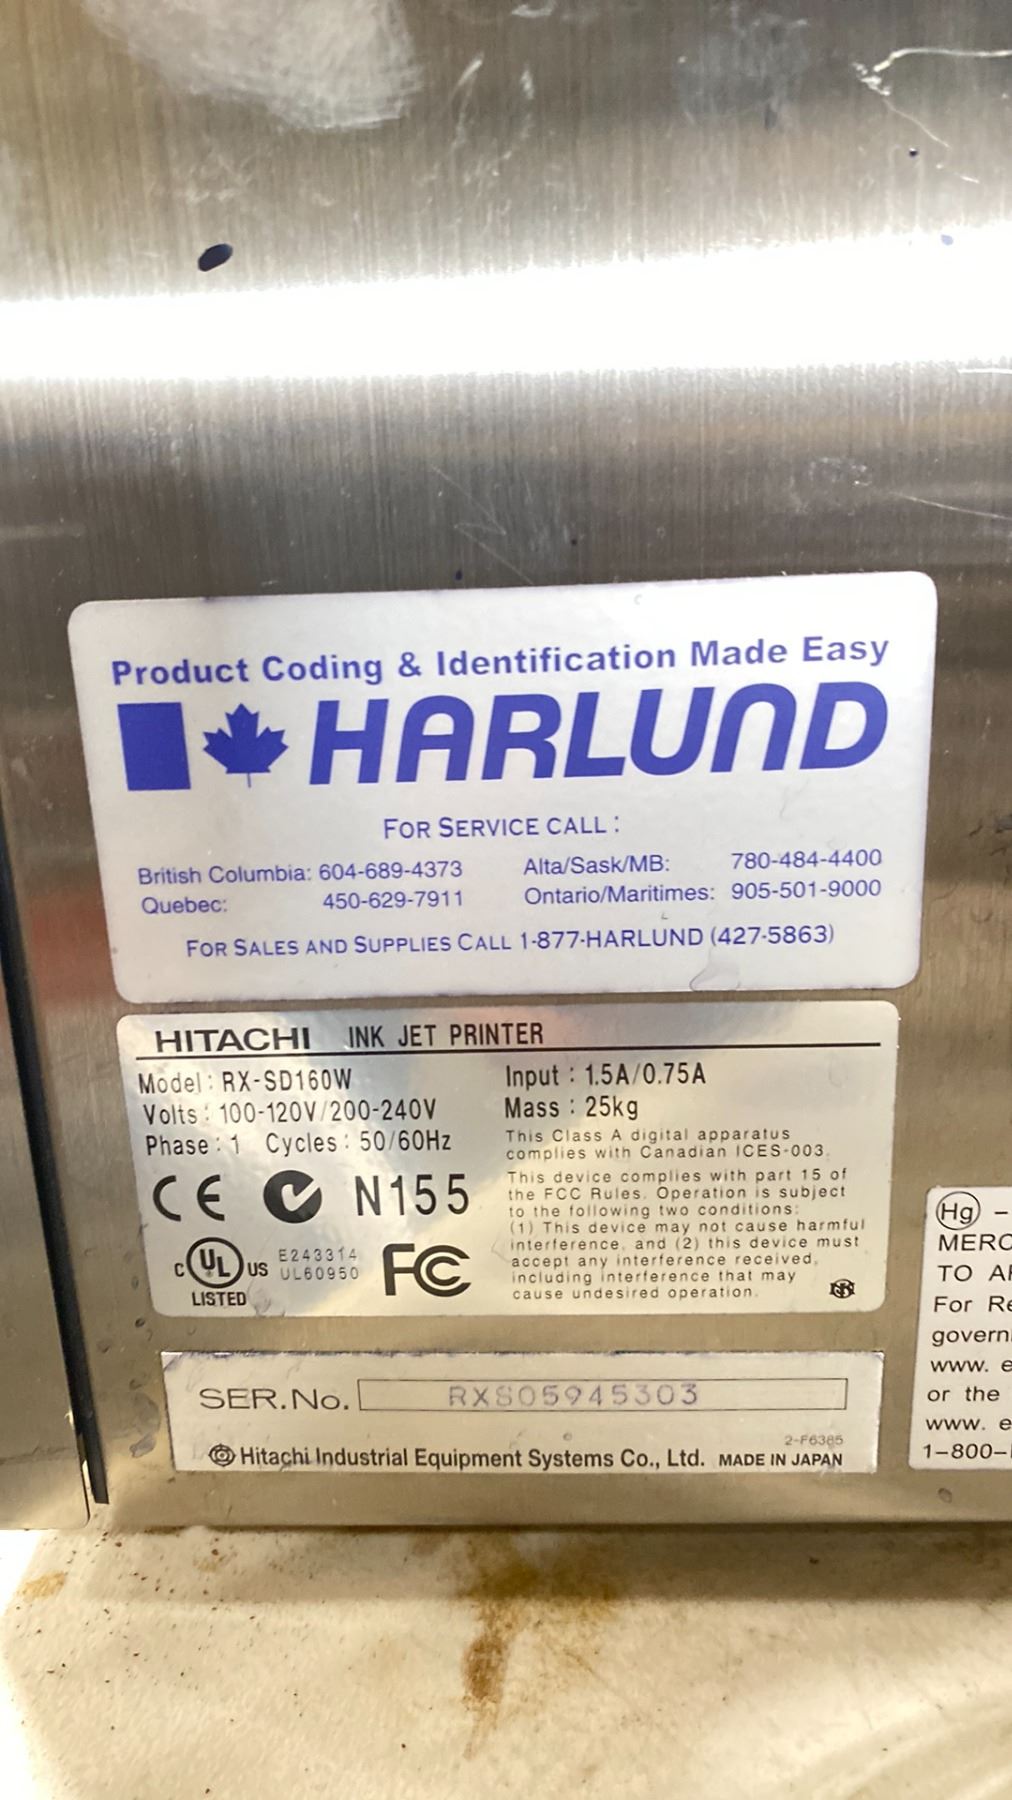 Product Coding & Identification Made Easy
HARLUND
FOR SERVICE CALL :
British Columbia: 604-689-4373 Alta/Sask/MB: 780-484-4400
Quebec: 450-629-7911 Ontario/Maritimes: 905-501-9000
FOR SALES AND SUPPLIES CALL 1-877-HARLUND (427-5863)
HITACHI INK JET PRINTER
Model : RX-SD160W
Volts : 100-120V/200-240V
Phase : 1 Cycles : 50/60Hz
CE N155
C UL US
LISTED
E243314
UL60950
FC
Input : 1.5A/0.75A
Mass : 25kg
This Class A digital apparatus
complies with Canadian ICES-003.
This device complies with part 15 of
the FCC Rules. Operation is subject
to the following two conditions:
(1) This device may not cause harmful
interference, and (2) this device must
accept any interference received,
including interference that may
cause undesired operation.
SER.No. RXS05945303
2-F6385
Hitachi Industrial Equipment Systems Co., Ltd. MADE IN JAPAN
Hg –
MERC
TO A
For Re
govern
www. e
or the
www. e
1-800-